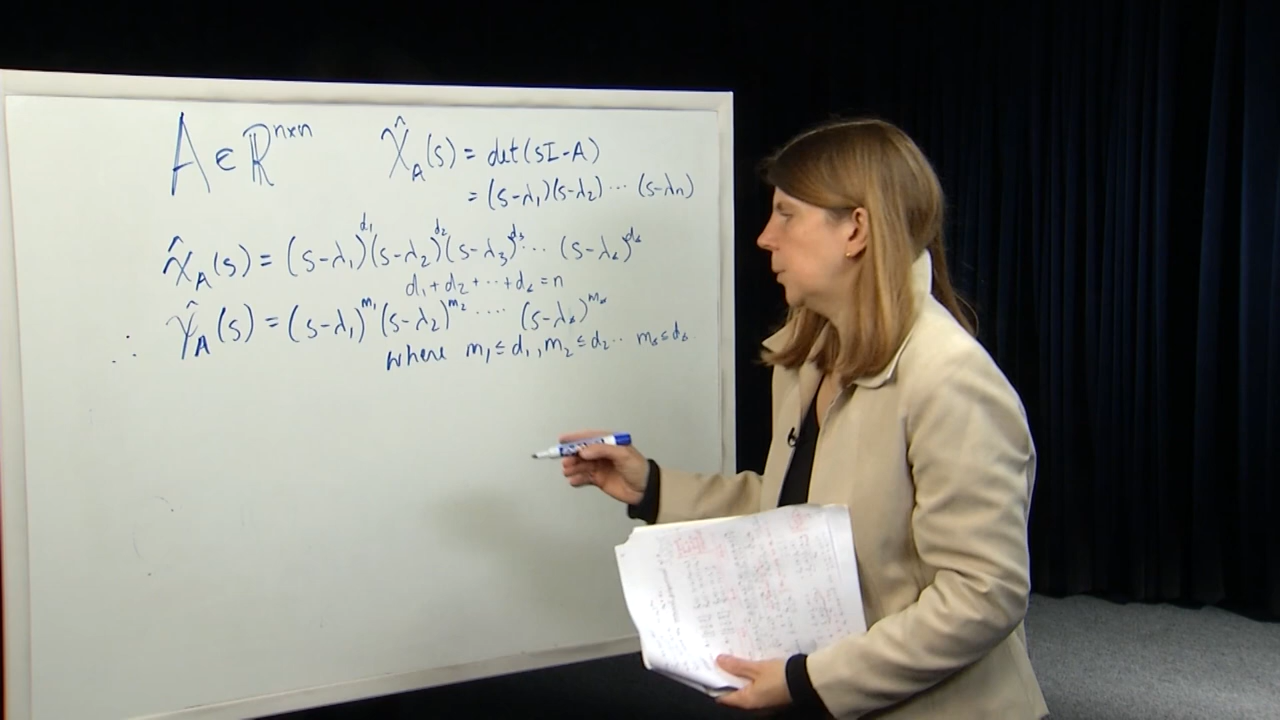 A ∈ ℝⁿˣⁿ   χ̂_A(s) = det(sI-A)
= (s-λ₁)(s-λ₂) ⋯ (s-λn)
χ̂_A(s) = (s-λ₁)^d₁ (s-λ₂)^d₂ (s-λ₃)^d₃ ⋯ (s-λ_σ)^d_σ
d₁+d₂+⋯+d_σ=n
∴ ψ̂_A(s) = (s-λ₁)^m₁ (s-λ₂)^m₂ ⋯ (s-λ_σ)^m_σ
where m₁≤d₁, m₂≤d₂ ⋯ m_σ≤d_σ